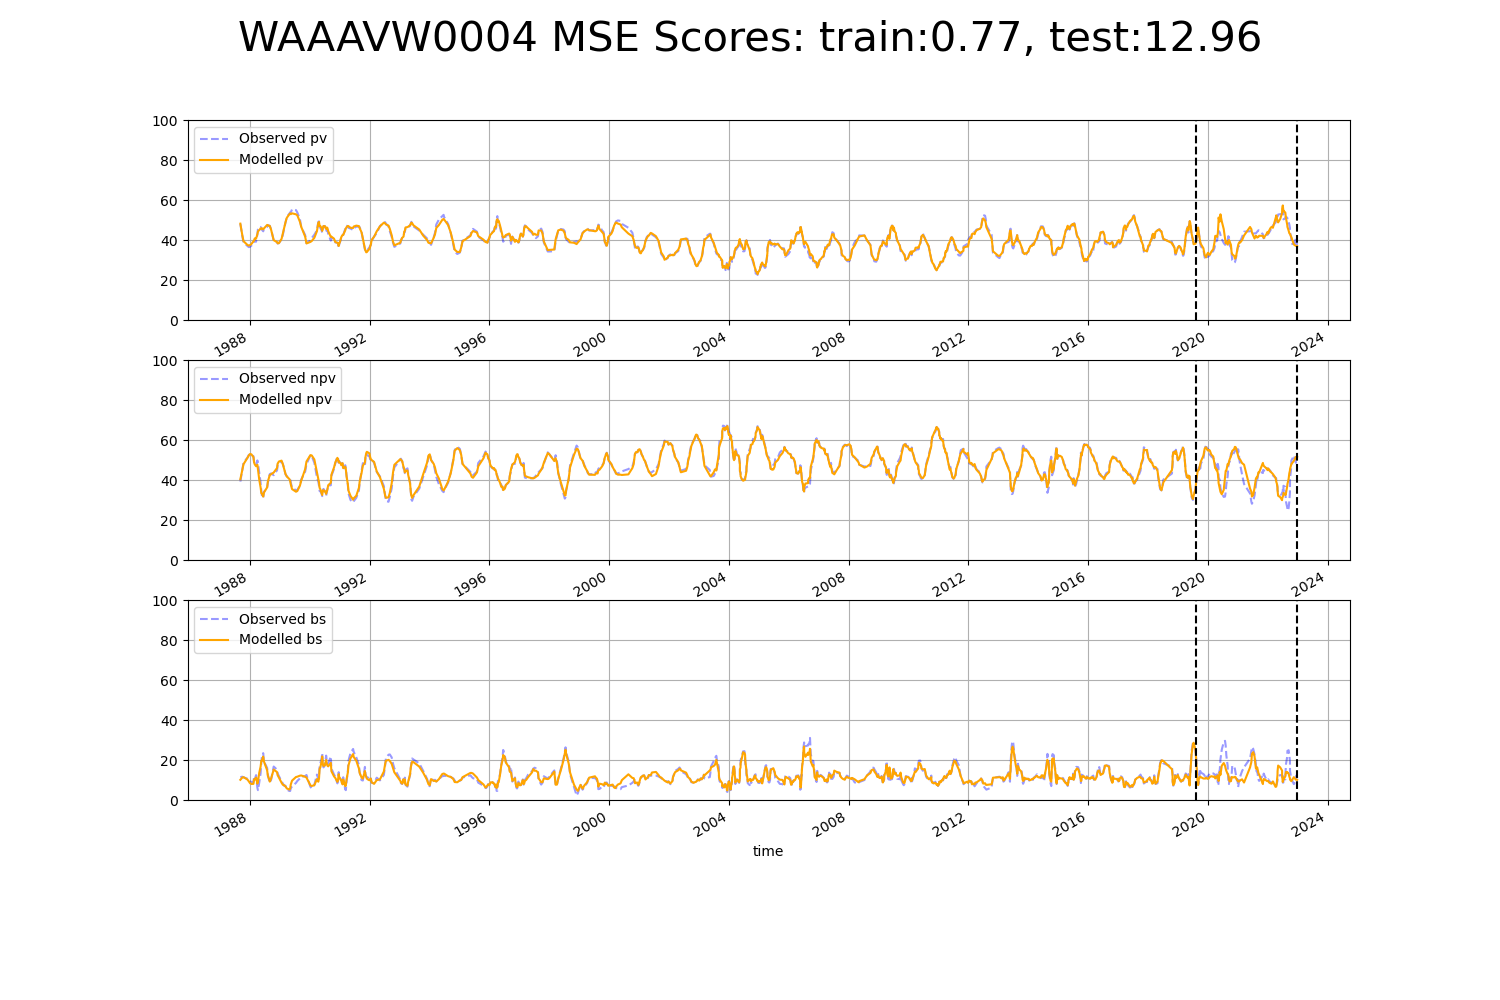 WAAAVW0004 MSE Scores: train:0.77, test:12.96
100
80
60
40
20
0
Observed pv
Modelled pv
1988 1992 1996 2000 2004 2008 2012 2016 2020 2024
100
80
60
40
20
0
Observed npv
Modelled npv
1988 1992 1996 2000 2004 2008 2012 2016 2020 2024
100
80
60
40
20
0
Observed bs
Modelled bs
1988 1992 1996 2000 2004 2008 2012 2016 2020 2024
time